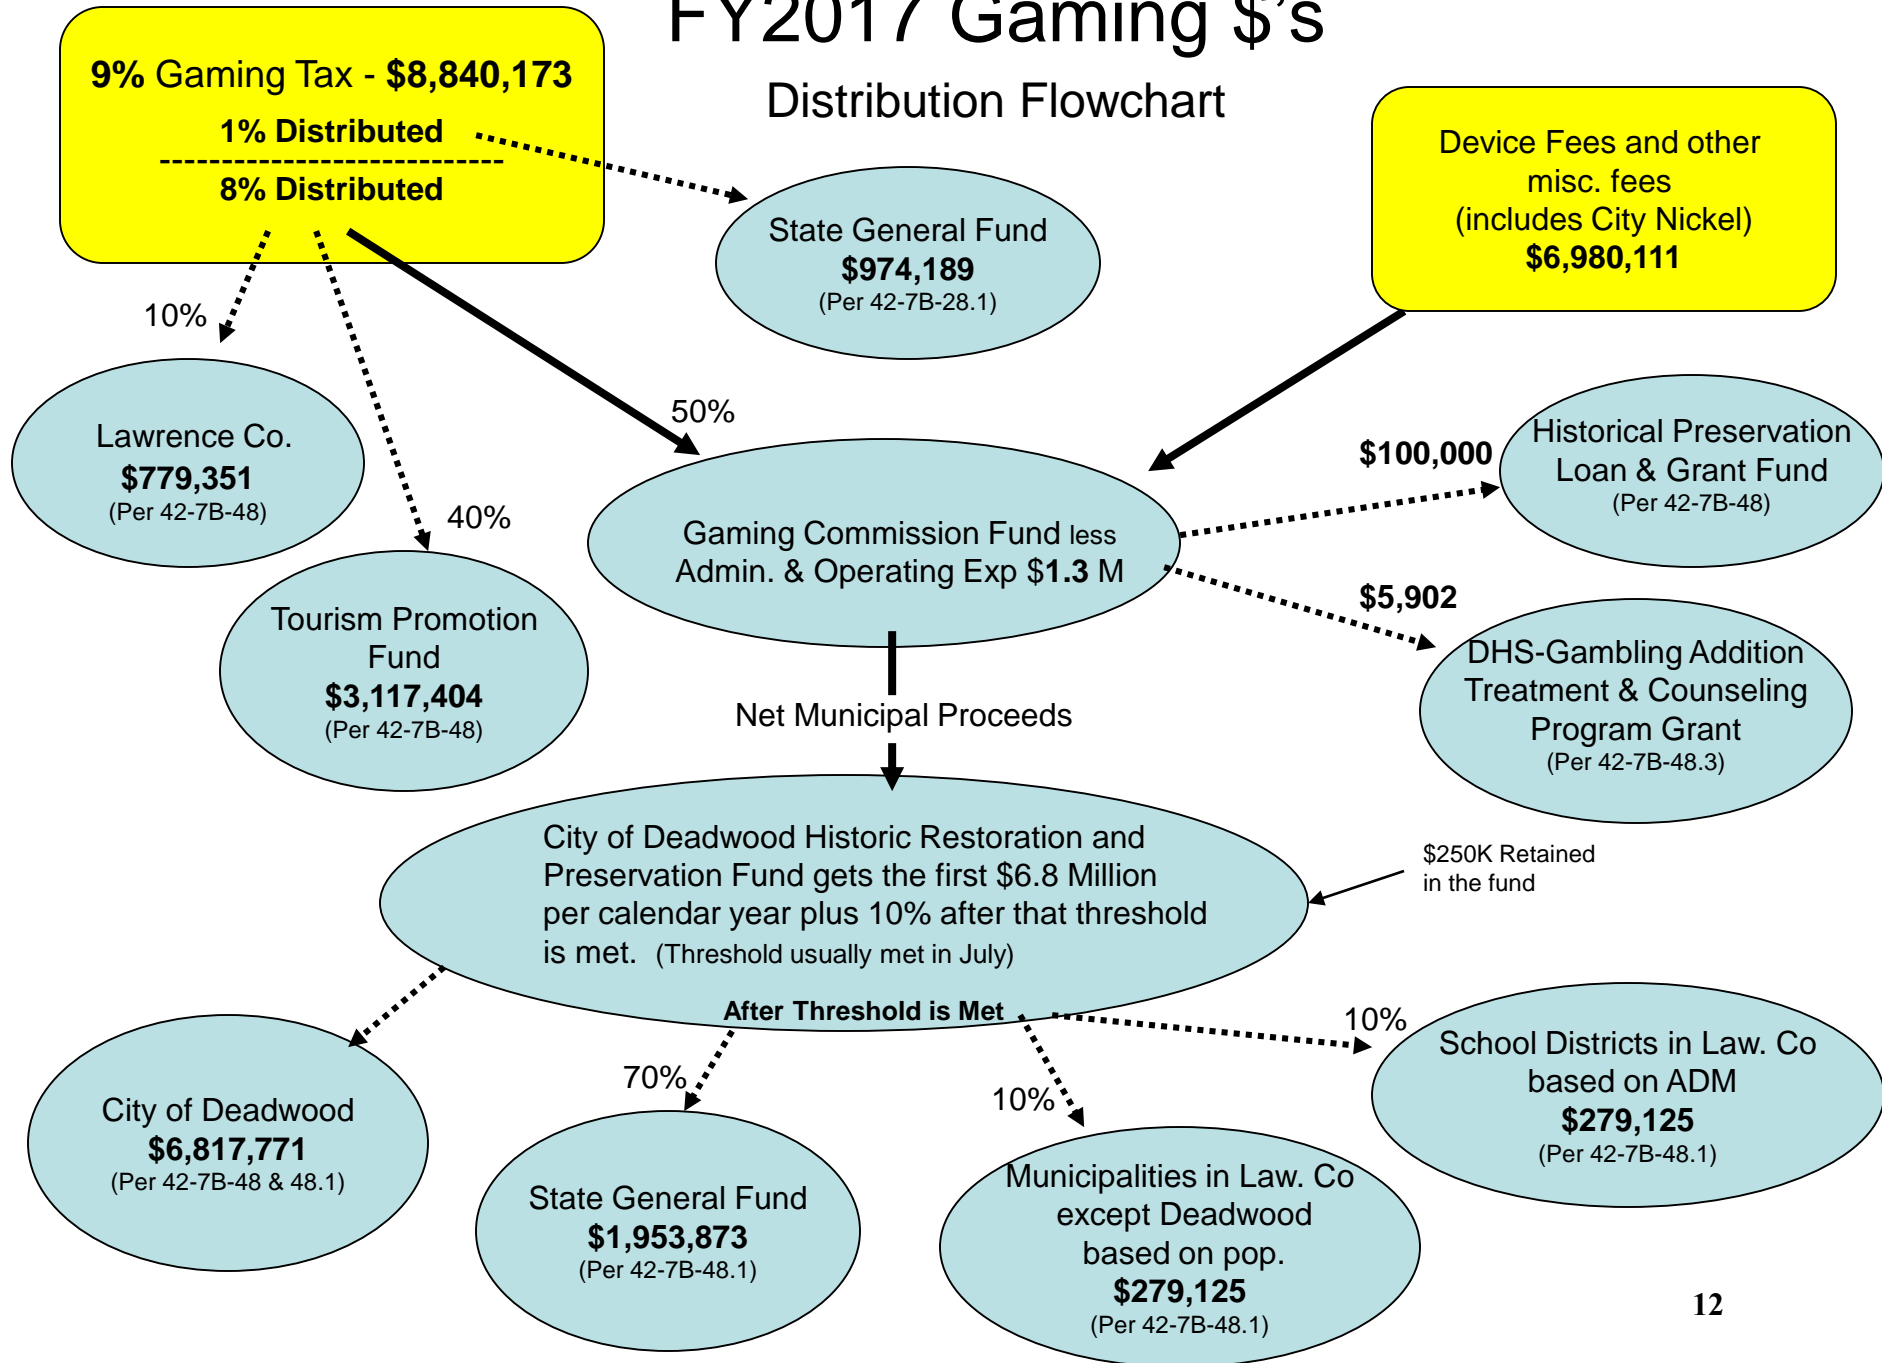 FY2017 Gaming $'s
Distribution Flowchart
9% Gaming Tax - $8,840,173
1% Distributed
----------------------------
8% Distributed
Device Fees and other
misc. fees
(includes City Nickel)
$6,980,111
State General Fund
$974,189
(Per 42-7B-28.1)
10%
50%
40%
Lawrence Co.
$779,351
(Per 42-7B-48)
Tourism Promotion
Fund
$3,117,404
(Per 42-7B-48)
Gaming Commission Fund less
Admin. & Operating Exp $1.3 M
$100,000
Historical Preservation
Loan & Grant Fund
(Per 42-7B-48)
$5,902
DHS-Gambling Addition
Treatment & Counseling
Program Grant
(Per 42-7B-48.3)
Net Municipal Proceeds
City of Deadwood Historic Restoration and
Preservation Fund gets the first $6.8 Million
per calendar year plus 10% after that threshold
is met. (Threshold usually met in July)
After Threshold is Met
$250K Retained
in the fund
City of Deadwood
$6,817,771
(Per 42-7B-48 & 48.1)
70%
State General Fund
$1,953,873
(Per 42-7B-48.1)
10%
Municipalities in Law. Co
except Deadwood
based on pop.
$279,125
(Per 42-7B-48.1)
10%
School Districts in Law. Co
based on ADM
$279,125
(Per 42-7B-48.1)
12